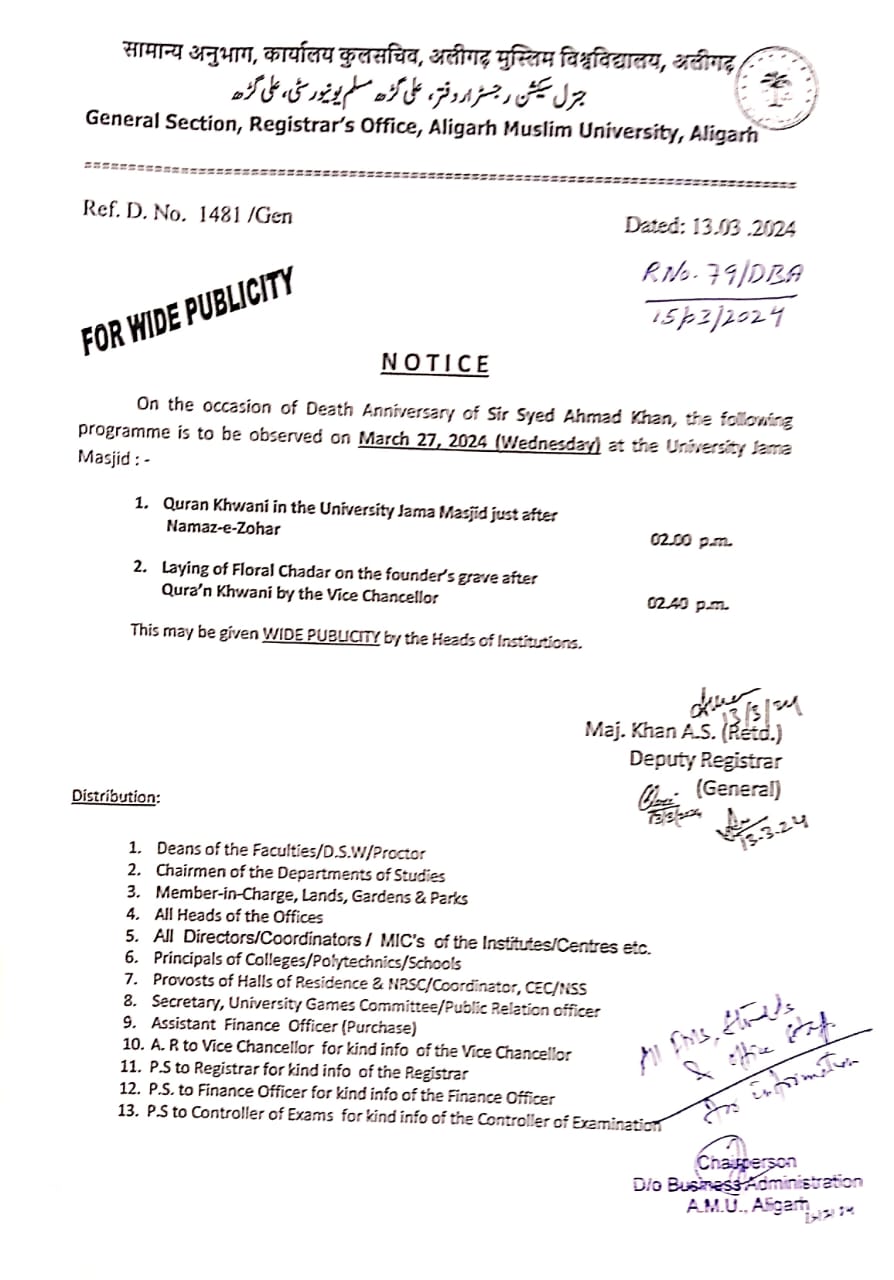 सामान्य अनुभाग, कार्यालय कुलसचिव, अलीगढ़ मुस्लिम विश्वविद्यालय, अलीगढ़
جنرل سیکشن رجسٹرار دفتر، علی گڑھ مسلم یونیورسٹی، علی گڑھ
General Section, Registrar's Office, Aligarh Muslim University, Aligarh
Ref. D. No. 1481 /Gen
Dated: 13.03 .2024
R.No. 79/DBA
15/03/2024
FOR WIDE PUBLICITY
NOTICE
On the occasion of Death Anniversary of Sir Syed Ahmad Khan, the following
programme is to be observed on March 27, 2024 (Wednesday) at the University Jama
Masjid : -
1. Quran Khwani in the University Jama Masjid just after
Namaz-e-Zohar 02.00 p.m.
2. Laying of Floral Chadar on the founder's grave after
Qura'n Khwani by the Vice Chancellor 02.40 p.m.
This may be given WIDE PUBLICITY by the Heads of Institutions.
13/3/24
Maj. Khan A.S. (Retd.)
Deputy Registrar
(General)
13/3/2024
13-3-24
Distribution:
1. Deans of the Faculties/D.S.W/Proctor
2. Chairmen of the Departments of Studies
3. Member-in-Charge, Lands, Gardens & Parks
4. All Heads of the Offices
5. All Directors/Coordinators / MIC's of the Institutes/Centres etc.
6. Principals of Colleges/Polytechnics/Schools
7. Provosts of Halls of Residence & NRSC/Coordinator, CEC/NSS
8. Secretary, University Games Committee/Public Relation officer
9. Assistant Finance Officer (Purchase)
10. A. R to Vice Chancellor for kind info of the Vice Chancellor
11. P.S to Registrar for kind info of the Registrar
12. P.S. to Finance Officer for kind info of the Finance Officer
13. P.S to Controller of Exams for kind info of the Controller of Examination
All
& office staff
for information
Chairperson
D/o Business Administration
A.M.U., Aligarh